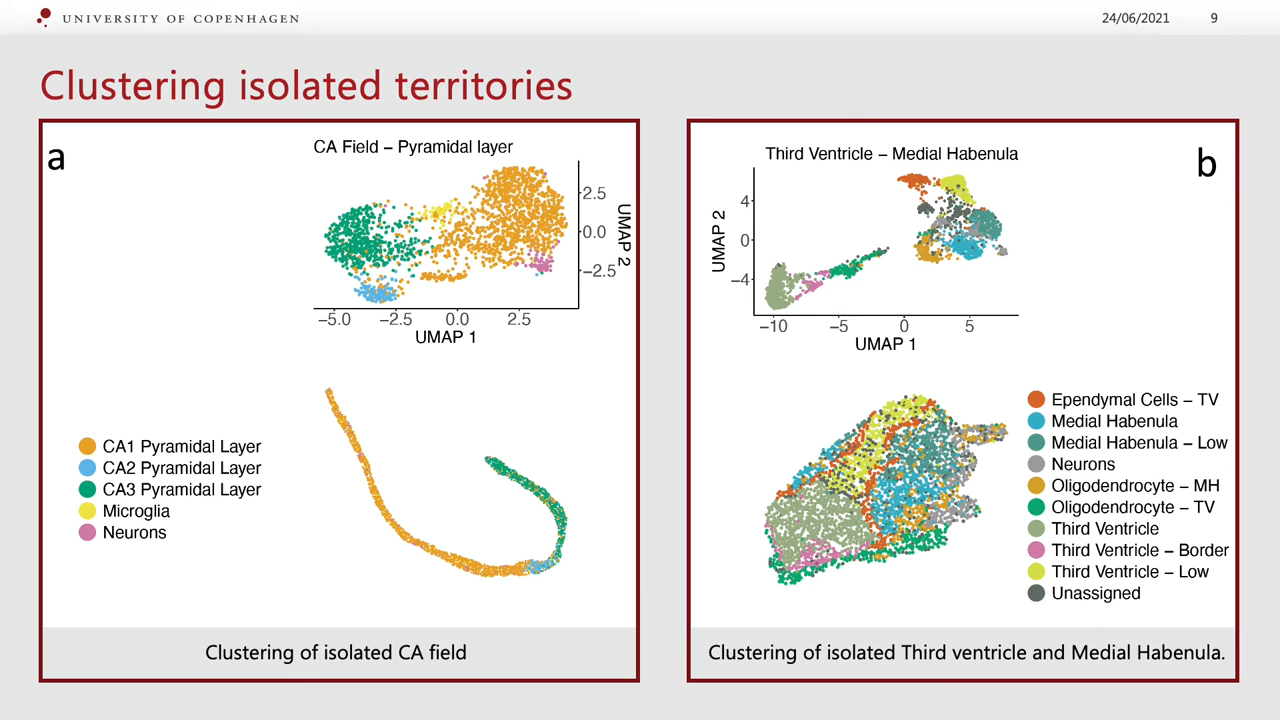 UNIVERSITY OF COPENHAGEN
24/06/2021 9
Clustering isolated territories
a
CA Field – Pyramidal layer
2.5
0.0
−2.5
UMAP 2
−5.0 −2.5 0.0 2.5
UMAP 1
CA1 Pyramidal Layer
CA2 Pyramidal Layer
CA3 Pyramidal Layer
Microglia
Neurons
Clustering of isolated CA field
b
Third Ventricle – Medial Habenula
4
0
−4
UMAP 2
−10 −5 0 5
UMAP 1
Ependymal Cells – TV
Medial Habenula
Medial Habenula – Low
Neurons
Oligodendrocyte – MH
Oligodendrocyte – TV
Third Ventricle
Third Ventricle – Border
Third Ventricle – Low
Unassigned
Clustering of isolated Third ventricle and Medial Habenula.